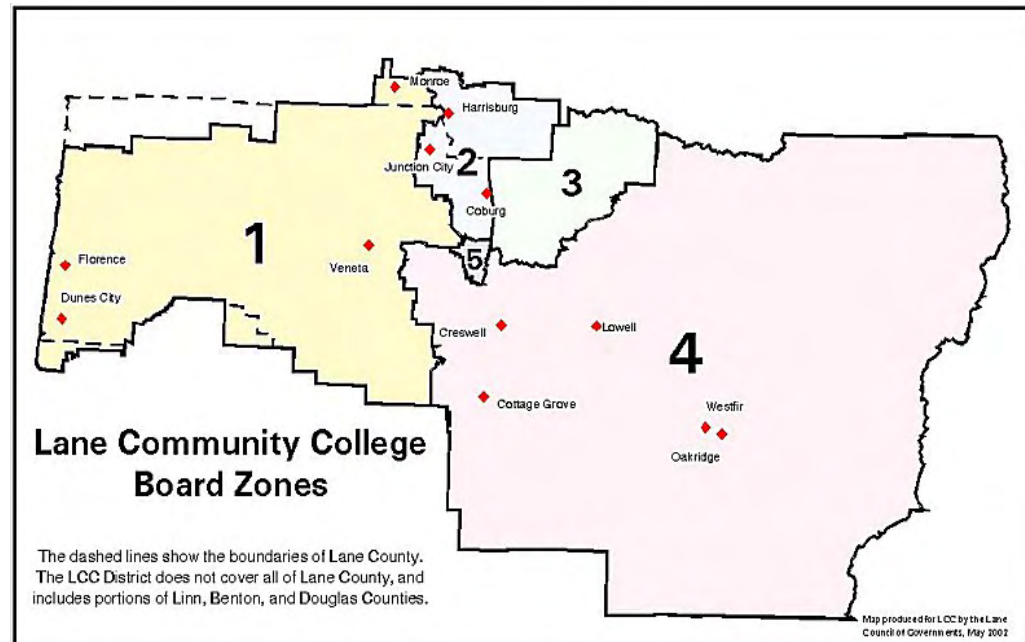 Monroe
Harrisburg
2
Junction City
3
Coburg
1
5
Florence
Veneta
Dunes City
Creswell
Lowell
4
Cottage Grove
Westfir
Oakridge
Lane Community College
Board Zones
The dashed lines show the boundaries of Lane County.
The LCC District does not cover all of Lane County, and
includes portions of Linn, Benton, and Douglas Counties.
Map produced for LCC by the Lane
Council of Governments, May 2002